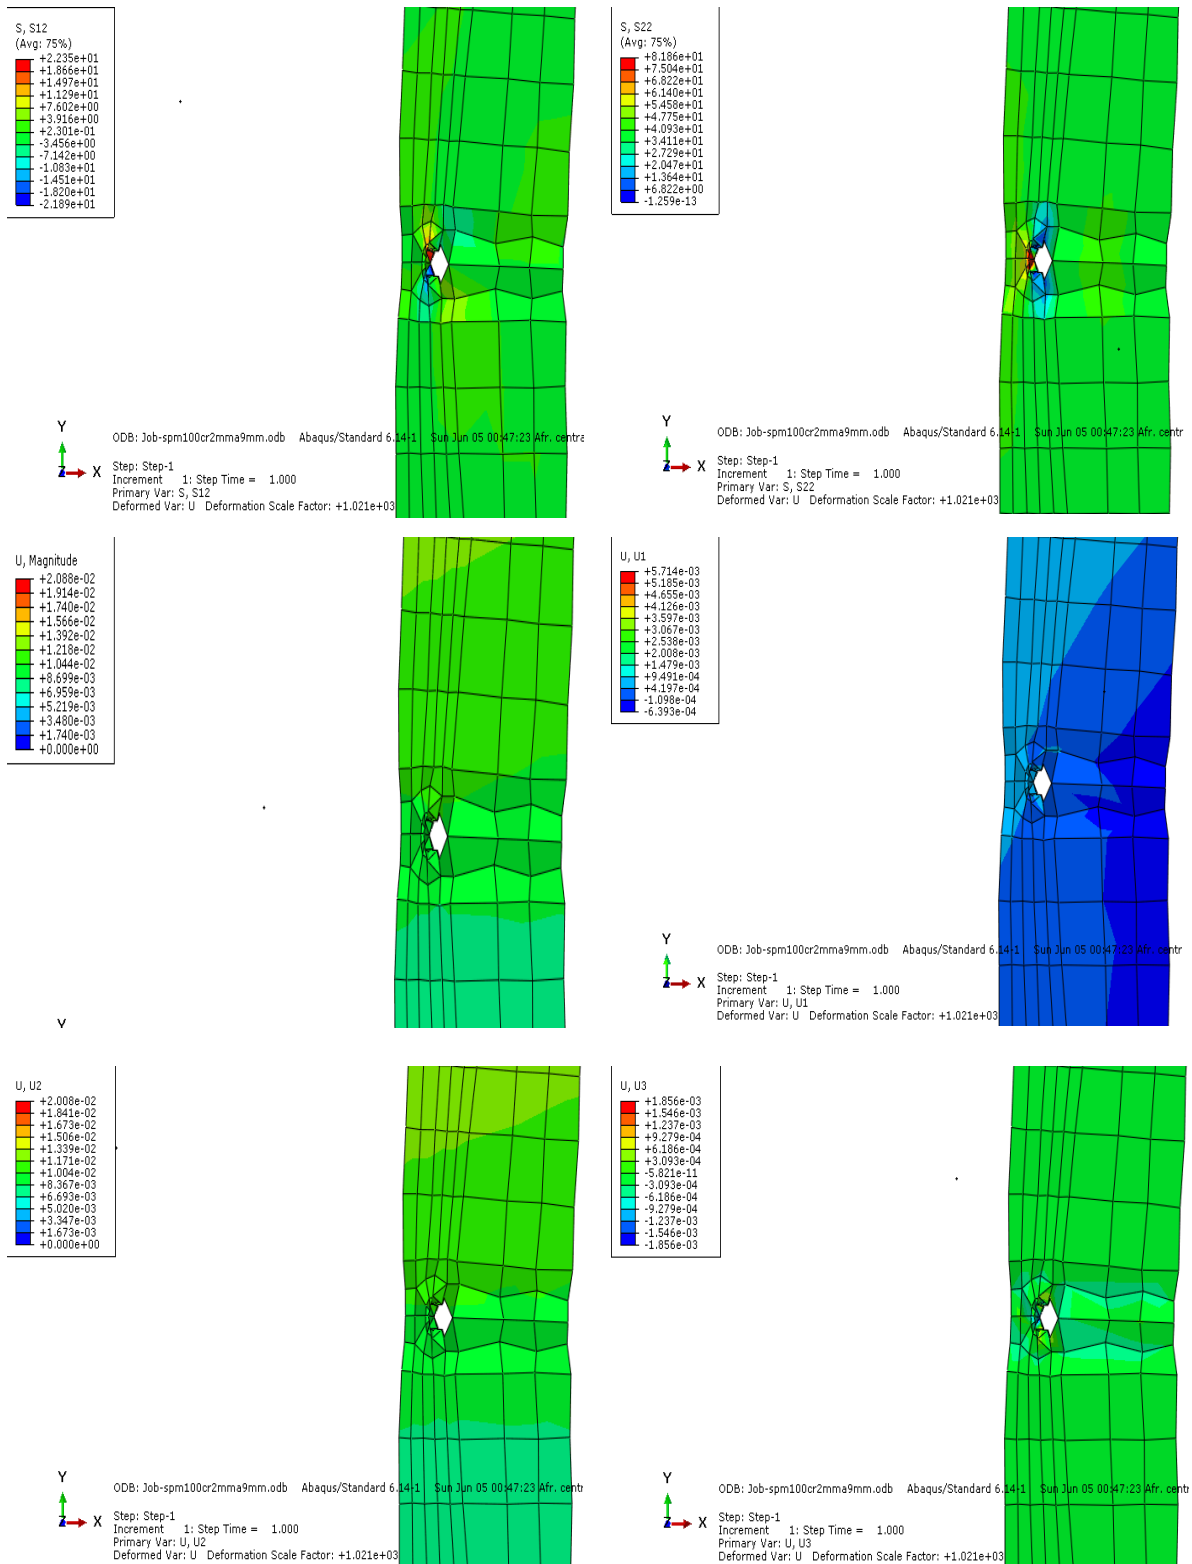 S, S12
(Avg: 75%)
+2.235e+01
+1.866e+01
+1.497e+01
+1.129e+01
+7.602e+00
+3.916e+00
+2.301e-01
-3.456e+00
-7.142e+00
-1.083e+01
-1.451e+01
-1.820e+01
-2.189e+01
Y
X
Z
ODB: Job-spm100cr2mma9mm.odb Abaqus/Standard 6.14-1 Sun Jun 05 00:47:23 Afr. centra
Step: Step-1
Increment 1: Step Time = 1.000
Primary Var: S, S12
Deformed Var: U Deformation Scale Factor: +1.021e+03
S, S22
(Avg: 75%)
+8.186e+01
+7.504e+01
+6.822e+01
+6.140e+01
+5.458e+01
+4.775e+01
+4.093e+01
+3.411e+01
+2.729e+01
+2.047e+01
+1.364e+01
+6.822e+00
-1.259e-13
Y
X
Z
ODB: Job-spm100cr2mma9mm.odb Abaqus/Standard 6.14-1 Sun Jun 05 00:47:23 Afr. centr
Step: Step-1
Increment 1: Step Time = 1.000
Primary Var: S, S22
Deformed Var: U Deformation Scale Factor: +1.021e+03
U, Magnitude
+2.088e-02
+1.914e-02
+1.740e-02
+1.566e-02
+1.392e-02
+1.218e-02
+1.044e-02
+8.699e-03
+6.959e-03
+5.219e-03
+3.480e-03
+1.740e-03
+0.000e+00
Y
U, U1
+5.714e-03
+5.185e-03
+4.655e-03
+4.126e-03
+3.597e-03
+3.067e-03
+2.538e-03
+2.008e-03
+1.479e-03
+9.491e-04
+4.197e-04
-1.098e-04
-6.393e-04
Y
X
Z
ODB: Job-spm100cr2mma9mm.odb Abaqus/Standard 6.14-1 Sun Jun 05 00:47:23 Afr. centr
Step: Step-1
Increment 1: Step Time = 1.000
Primary Var: U, U1
Deformed Var: U Deformation Scale Factor: +1.021e+03
U, U2
+2.008e-02
+1.841e-02
+1.673e-02
+1.506e-02
+1.339e-02
+1.171e-02
+1.004e-02
+8.367e-03
+6.693e-03
+5.020e-03
+3.347e-03
+1.673e-03
+0.000e+00
Y
X
Z
ODB: Job-spm100cr2mma9mm.odb Abaqus/Standard 6.14-1 Sun Jun 05 00:47:23 Afr. centr
Step: Step-1
Increment 1: Step Time = 1.000
Primary Var: U, U2
Deformed Var: U Deformation Scale Factor: +1.021e+03
U, U3
+1.856e-03
+1.546e-03
+1.237e-03
+9.279e-04
+6.186e-04
+3.093e-04
-5.821e-11
-3.093e-04
-6.186e-04
-9.279e-04
-1.237e-03
-1.546e-03
-1.856e-03
Y
X
Z
ODB: Job-spm100cr2mma9mm.odb Abaqus/Standard 6.14-1 Sun Jun 05 00:47:23 Afr. centr
Step: Step-1
Increment 1: Step Time = 1.000
Primary Var: U, U3
Deformed Var: U Deformation Scale Factor: +1.021e+03